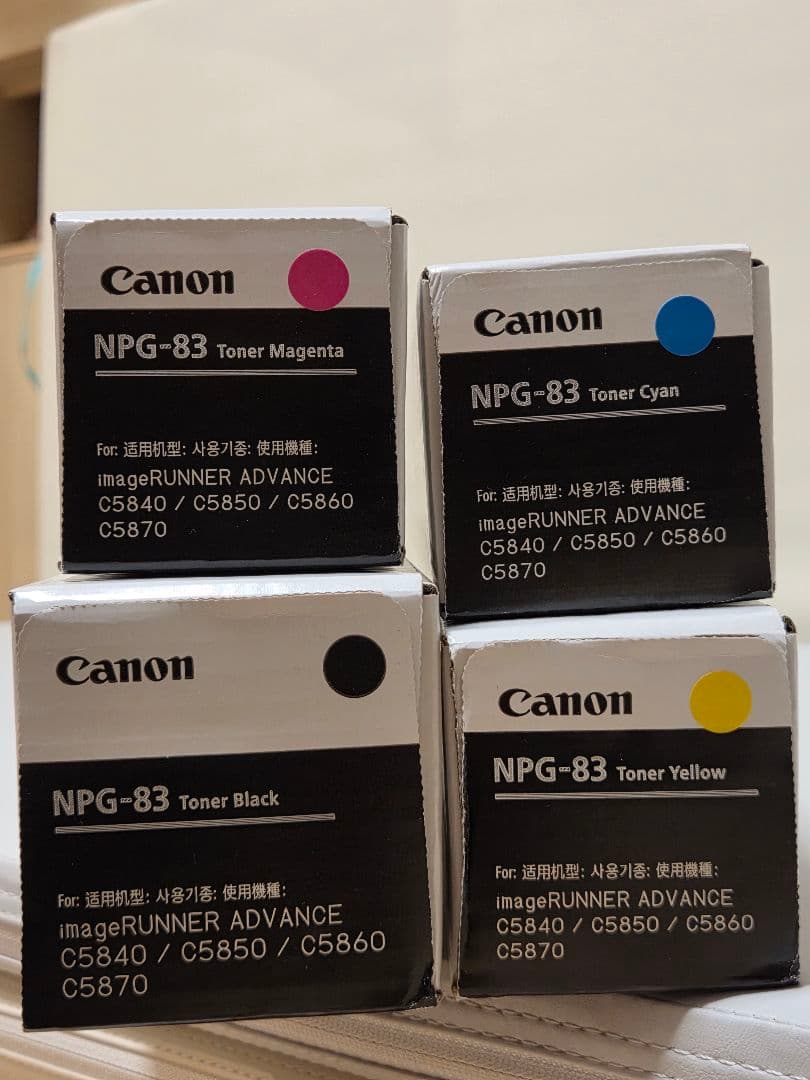 Canon
NPG-83 Toner Magenta
For: 适用机型: 사용기종: 使用機種:
imageRUNNER ADVANCE
C5840 / C5850 / C5860
C5870
Canon
NPG-83 Toner Cyan
For: 适用机型: 사용기종: 使用機種:
imageRUNNER ADVANCE
C5840 / C5850 / C5860
C5870
Canon
NPG-83 Toner Black
For: 适用机型: 사용기종: 使用機種:
imageRUNNER ADVANCE
C5840 / C5850 / C5860
C5870
Canon
NPG-83 Toner Yellow
For: 适用机型: 사용기종: 使用機種:
imageRUNNER ADVANCE
C5840 / C5850 / C5860
C5870